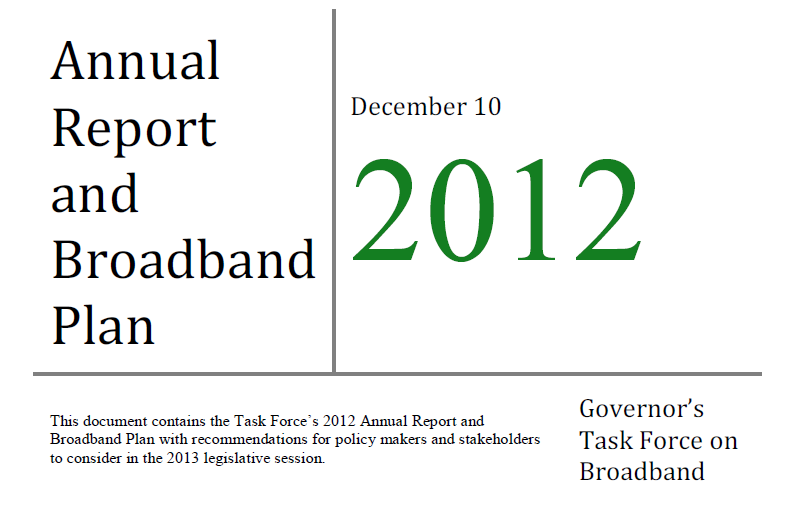 Annual
Report
and
Broadband
Plan
December 10
2012
This document contains the Task Force’s 2012 Annual Report and
Broadband Plan with recommendations for policy makers and stakeholders
to consider in the 2013 legislative session.
Governor’s
Task Force on
Broadband